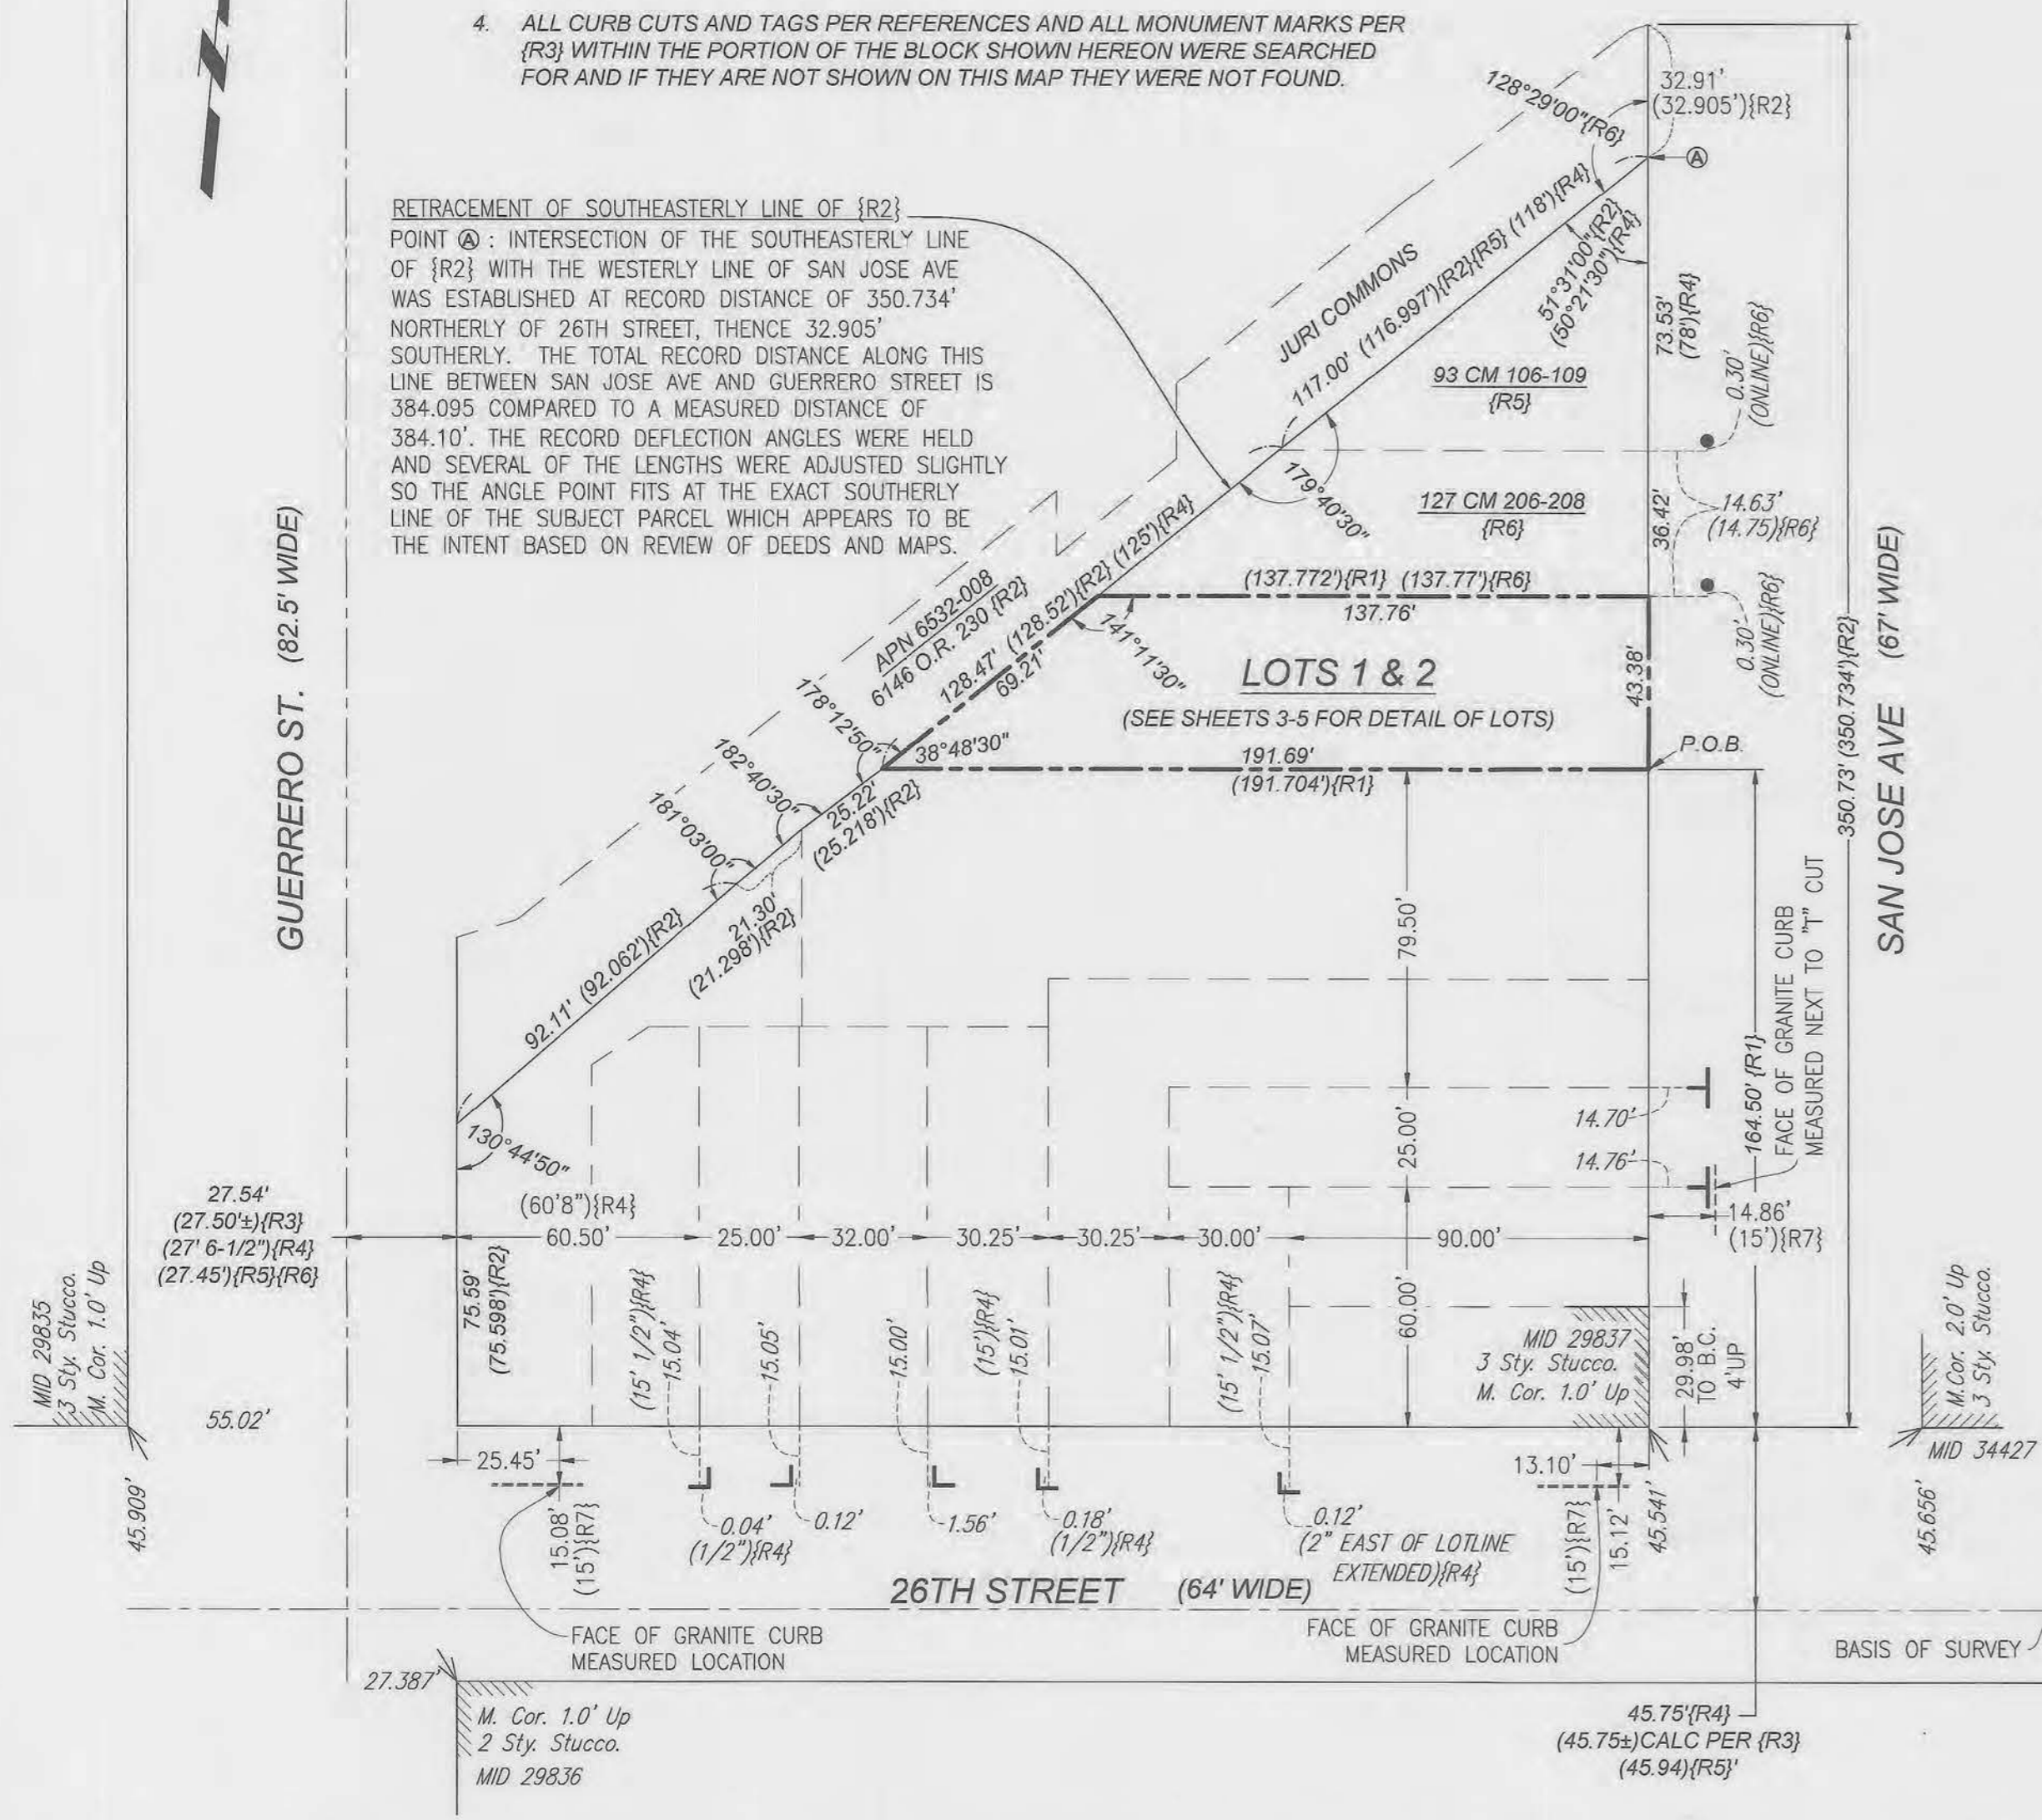 4. ALL CURB CUTS AND TAGS PER REFERENCES AND ALL MONUMENT MARKS PER
{R3} WITHIN THE PORTION OF THE BLOCK SHOWN HEREON WERE SEARCHED
FOR AND IF THEY ARE NOT SHOWN ON THIS MAP THEY WERE NOT FOUND.
32.91'
(32.905'){R2}
128°29'00"{R6}
A
RETRACEMENT OF SOUTHEASTERLY LINE OF {R2}
POINT Ⓐ : INTERSECTION OF THE SOUTHEASTERLY LINE
OF {R2} WITH THE WESTERLY LINE OF SAN JOSE AVE
WAS ESTABLISHED AT RECORD DISTANCE OF 350.734'
NORTHERLY OF 26TH STREET, THENCE 32.905'
SOUTHERLY. THE TOTAL RECORD DISTANCE ALONG THIS
LINE BETWEEN SAN JOSE AVE AND GUERRERO STREET IS
384.095 COMPARED TO A MEASURED DISTANCE OF
384.10'. THE RECORD DEFLECTION ANGLES WERE HELD
AND SEVERAL OF THE LENGTHS WERE ADJUSTED SLIGHTLY
SO THE ANGLE POINT FITS AT THE EXACT SOUTHERLY
LINE OF THE SUBJECT PARCEL WHICH APPEARS TO BE
THE INTENT BASED ON REVIEW OF DEEDS AND MAPS.
JURI COMMONS
117.00' (116.997'){R2}{R5} (118'){R4}
51°31'00"{R2}
(50°21'30"){R4}
73.53'
(78'){R4}
0.30'
(ONLINE){R6}
93 CM 106-109
{R5}
179°40'30"
127 CM 206-208
{R6}
36.42'
14.63'
(14.75){R6}
GUERRERO ST. (82.5' WIDE)
SAN JOSE AVE (67' WIDE)
350.73' (350.734'){R2}
APN 6532-008
6146 O.R. 230 {R2}
128.47' (128.52'){R2} (125'){R4}
69.21'
(137.772'){R1} (137.77'){R6}
137.76'
141°11'30"
LOTS 1 & 2
(SEE SHEETS 3-5 FOR DETAIL OF LOTS)
43.38'
0.30'
(ONLINE){R6}
P.O.B.
178°12'50"
38°48'30"
191.69'
(191.704'){R1}
182°40'30"
181°03'00"
25.22'
(25.218'){R2}
21.30'
(21.298'){R2}
92.11' (92.062'){R2}
79.50'
164.50' {R1}
FACE OF GRANITE CURB
MEASURED NEXT TO "T" CUT
130°44'50"
14.70'
25.00'
14.76'
14.86'
(15'){R7}
27.54'
(27.50'±){R3}
(27' 6-1/2"){R4}
(27.45'){R5}{R6}
(60'8"){R4}
60.50'
25.00'
32.00'
30.25'
30.25'
30.00'
90.00'
75.59'
(75.598'){R2}
60.00'
MID 29835
3 Sty. Stucco.
M. Cor. 1.0' Up
(15' 1/2"){R4}
15.04'
15.05'
15.00'
(15'){R4}
15.01'
(15' 1/2"){R4}
15.07'
MID 29837
3 Sty. Stucco.
M. Cor. 1.0' Up
29.98'
TO B.C.
4'UP
M.Cor. 2.0' Up
3 Sty. Stucco.
MID 34427
55.02'
45.909'
25.45'
15.08'
(15'){R7}
0.04'
(1/2"){R4}
0.12'
1.56'
0.18'
(1/2"){R4}
0.12'
(2" EAST OF LOTLINE
EXTENDED){R4}
13.10'
(15'){R7}
15.12'
45.541'
45.656'
26TH STREET (64' WIDE)
FACE OF GRANITE CURB
MEASURED LOCATION
FACE OF GRANITE CURB
MEASURED LOCATION
BASIS OF SURVEY
27.387'
M. Cor. 1.0' Up
2 Sty. Stucco.
MID 29836
45.75'{R4}
(45.75±)CALC PER {R3}
(45.94){R5}'